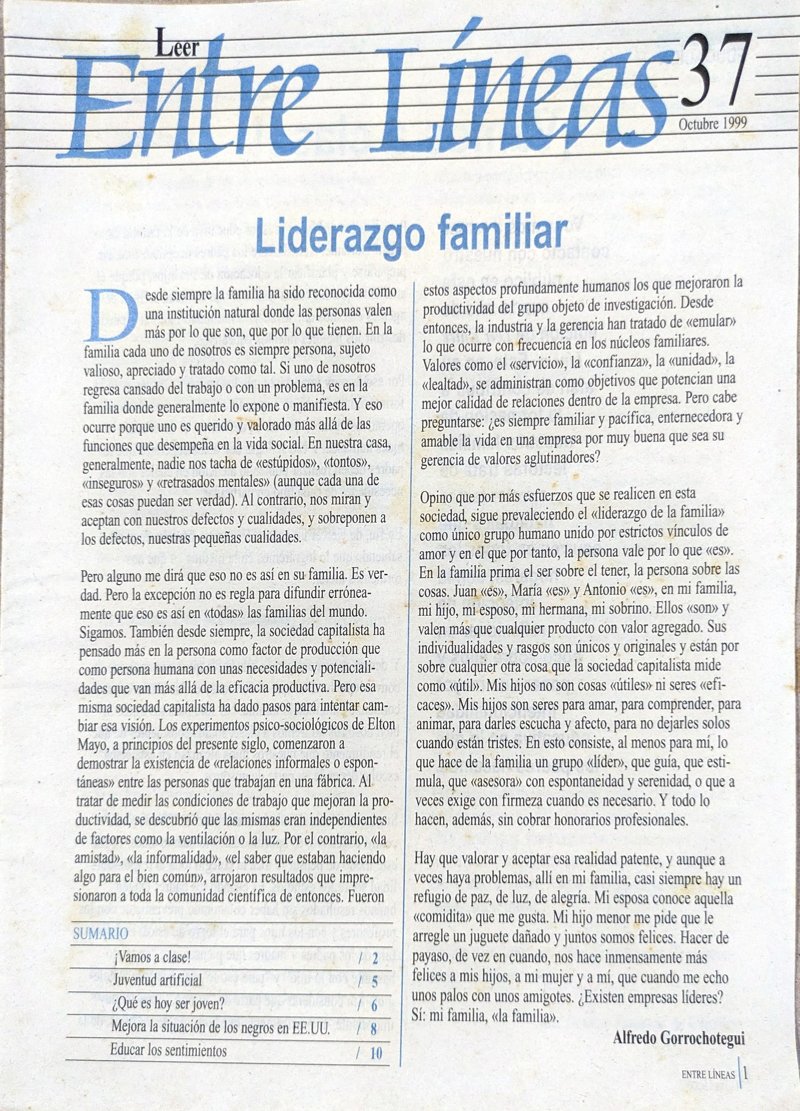 Leer
Entre Líneas
37
Octubre 1999
Liderazgo familiar
Desde siempre la familia ha sido reconocida como
una institución natural donde las personas valen
más por lo que son, que por lo que tienen. En la
familia cada uno de nosotros es siempre persona, sujeto
valioso, apreciado y tratado como tal. Si uno de nosotros
regresa cansado del trabajo o con un problema, es en la
familia donde generalmente lo expone o manifiesta. Y eso
ocurre porque uno es querido y valorado más allá de las
funciones que desempeña en la vida social. En nuestra casa,
generalmente, nadie nos tacha de «estúpidos», «tontos»,
«inseguros» y «retrasados mentales» (aunque cada una de
esas cosas puedan ser verdad). Al contrario, nos miran y
aceptan con nuestros defectos y cualidades, y sobreponen a
los defectos, nuestras pequeñas cualidades.
Pero alguno me dirá que eso no es así en su familia. Es ver-
dad. Pero la excepción no es regla para difundir errónea-
mente que eso es así en «todas» las familias del mundo.
Sigamos. También desde siempre, la sociedad capitalista ha
pensado más en la persona como factor de producción que
como persona humana con unas necesidades y potenciali-
dades que van más allá de la eficacia productiva. Pero esa
misma sociedad capitalista ha dado pasos para intentar cam-
biar esa visión. Los experimentos psico-sociológicos de Elton
Mayo, a principios del presente siglo, comenzaron a
demostrar la existencia de «relaciones informales o espon-
táneas» entre las personas que trabajan en una fábrica. Al
tratar de medir las condiciones de trabajo que mejoran la pro-
ductividad, se descubrió que las mismas eran independientes
de factores como la ventilación o la luz. Por el contrario, «la
amistad», «la informalidad», «el saber que estaban haciendo
algo para el bien común», arrojaron resultados que impre-
sionaron a toda la comunidad científica de entonces. Fueron
SUMARIO
¡Vamos a clase! / 2
Juventud artificial / 5
¿Qué es hoy ser joven? / 6
Mejora la situación de los negros en EE.UU. / 8
Educar los sentimientos / 10
estos aspectos profundamente humanos los que mejoraron la
productividad del grupo objeto de investigación. Desde
entonces, la industria y la gerencia han tratado de «emular»
lo que ocurre con frecuencia en los núcleos familiares.
Valores como el «servicio», la «confianza», la «unidad», la
«lealtad», se administran como objetivos que potencian una
mejor calidad de relaciones dentro de la empresa. Pero cabe
preguntarse: ¿es siempre familiar y pacífica, enternecedora y
amable la vida en una empresa por muy buena que sea su
gerencia de valores aglutinadores?
Opino que por más esfuerzos que se realicen en esta
sociedad, sigue prevaleciendo el «liderazgo de la familia»
como único grupo humano unido por estrictos vínculos de
amor y en el que por tanto, la persona vale por lo que «es».
En la familia prima el ser sobre el tener, la persona sobre las
cosas. Juan «es», María «es» y Antonio «es», en mi familia,
mi hijo, mi esposo, mi hermana, mi sobrino. Ellos «son» y
valen más que cualquier producto con valor agregado. Sus
individualidades y rasgos son únicos y originales y están por
sobre cualquier otra cosa que la sociedad capitalista mide
como «útil». Mis hijos no son cosas «útiles» ni seres «efi-
caces». Mis hijos son seres para amar, para comprender, para
animar, para darles escucha y afecto, para no dejarles solos
cuando están tristes. En esto consiste, al menos para mí, lo
que hace de la familia un grupo «líder», que guía, que esti-
mula, que «asesora» con espontaneidad y serenidad, o que a
veces exige con firmeza cuando es necesario. Y todo lo
hacen, además, sin cobrar honorarios profesionales.
Hay que valorar y aceptar esa realidad patente, y aunque a
veces haya problemas, allí en mi familia, casi siempre hay un
refugio de paz, de luz, de alegría. Mi esposa conoce aquella
«comidita» que me gusta. Mi hijo menor me pide que le
arregle un juguete dañado y juntos somos felices. Hacer de
payaso, de vez en cuando, nos hace inmensamente más
felices a mis hijos, a mi mujer y a mí, que cuando me echo
unos palos con unos amigotes. ¿Existen empresas líderes?
Sí: mi familia, «la familia».
Alfredo Gorrochotegui
ENTRE LÍNEAS 1